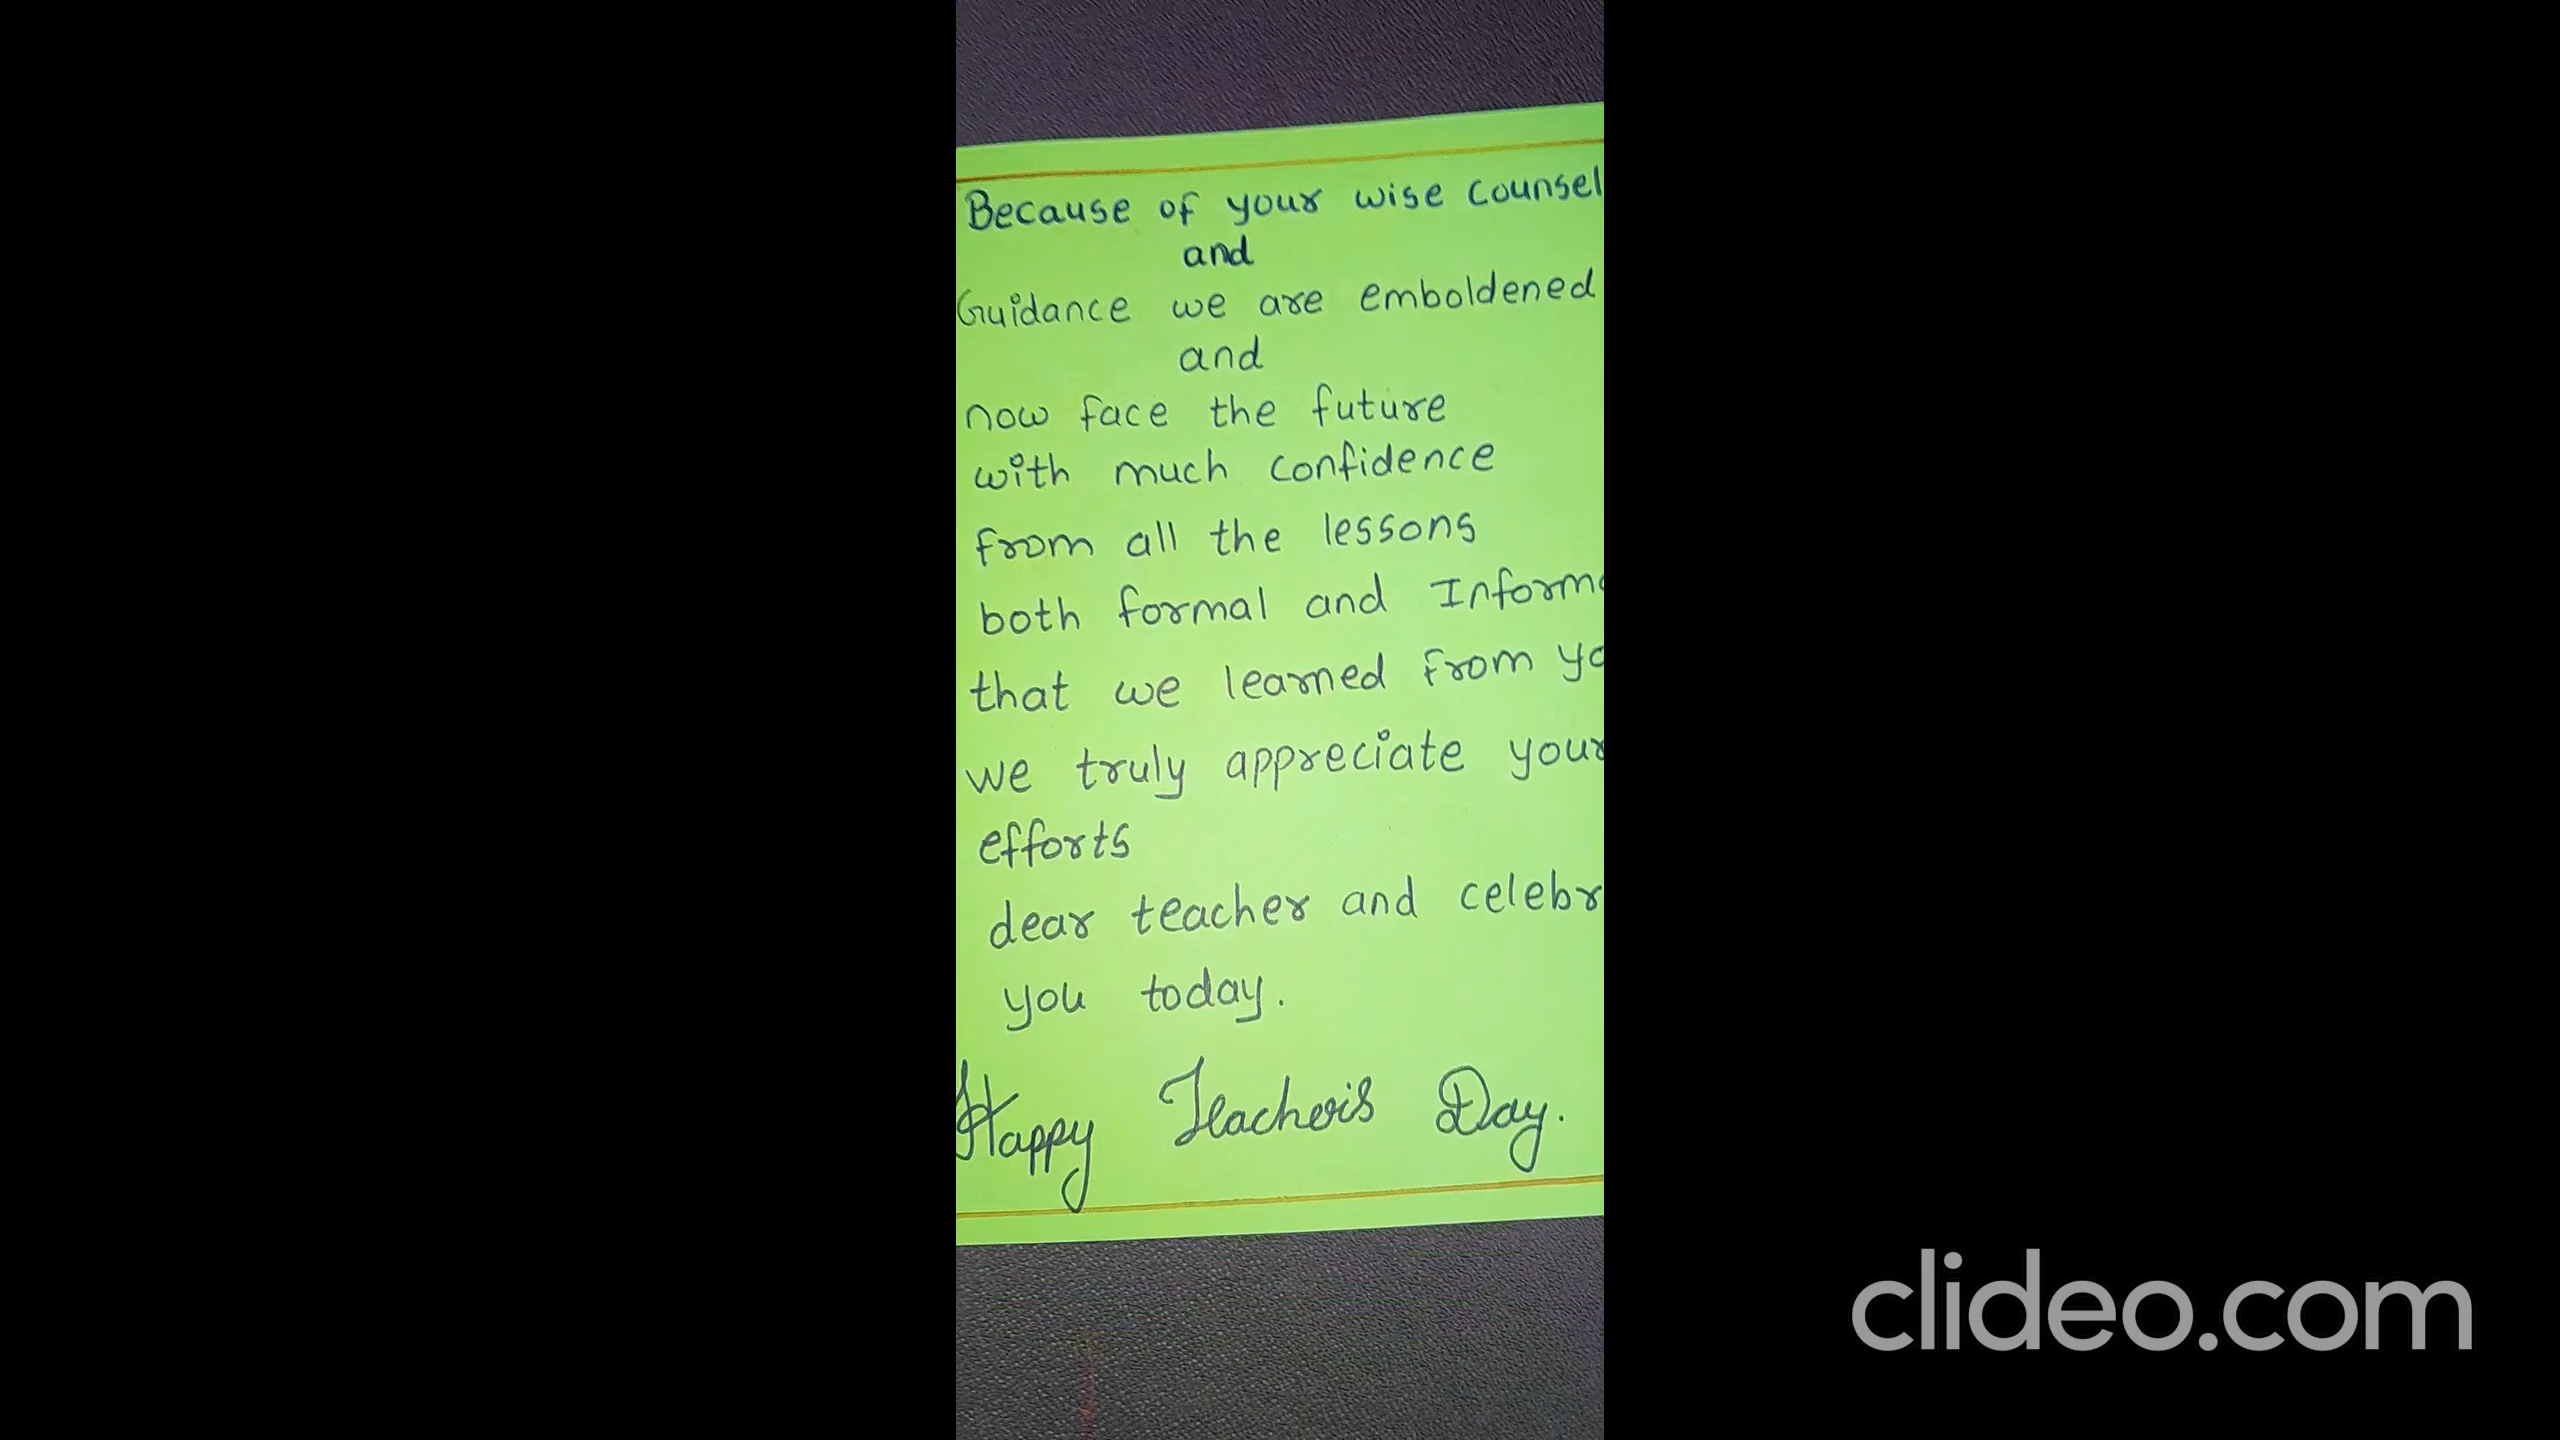 Because of your wise counsel
and
Guidance we are emboldened
and
now face the future
with much confidence
from all the lessons
both formal and
that we learned from
we truly appreciate your
efforts
dear teacher and
you today.
Happy Teacher's Day.
clideo.com